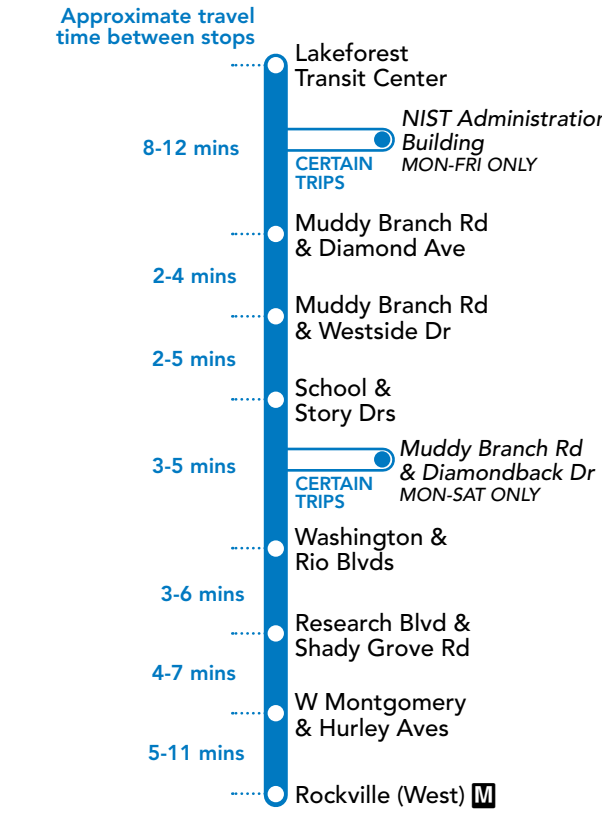 Approximate travel
time between stops
Lakeforest
Transit Center
8-12 mins
NIST Administration
Building
MON-FRI ONLY
CERTAIN
TRIPS
Muddy Branch Rd
& Diamond Ave
2-4 mins
Muddy Branch Rd
& Westside Dr
2-5 mins
School &
Story Drs
3-5 mins
Muddy Branch Rd
& Diamondback Dr
MON-SAT ONLY
CERTAIN
TRIPS
Washington &
Rio Blvds
3-6 mins
Research Blvd &
Shady Grove Rd
4-7 mins
W Montgomery
& Hurley Aves
5-11 mins
Rockville (West) M